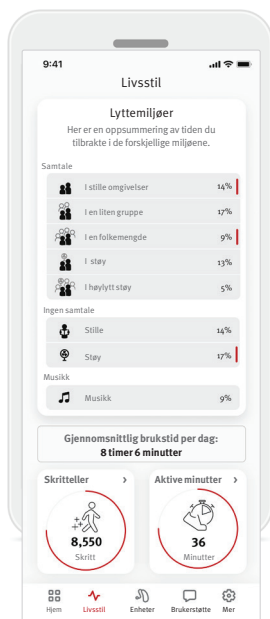 9:41
Livsstil
Lyttemiljøer
Her er en oppsummering av tiden du
tilbrakte i de forskjellige miljøene.
Samtale
I stille omgivelser 14%
I en liten gruppe 17%
I en folkemengde 9%
I støy 13%
I høylytt støy 5%
Ingen samtale
Stille 14%
Støy 17%
Musikk
Musikk 9%
Gjennomsnittlig brukstid per dag:
8 timer 6 minutter
Skritteller > Aktive minutter >
8,550 36
Skritt Minutter
Hjem Livsstil Enheter Brukerstøtte Mer